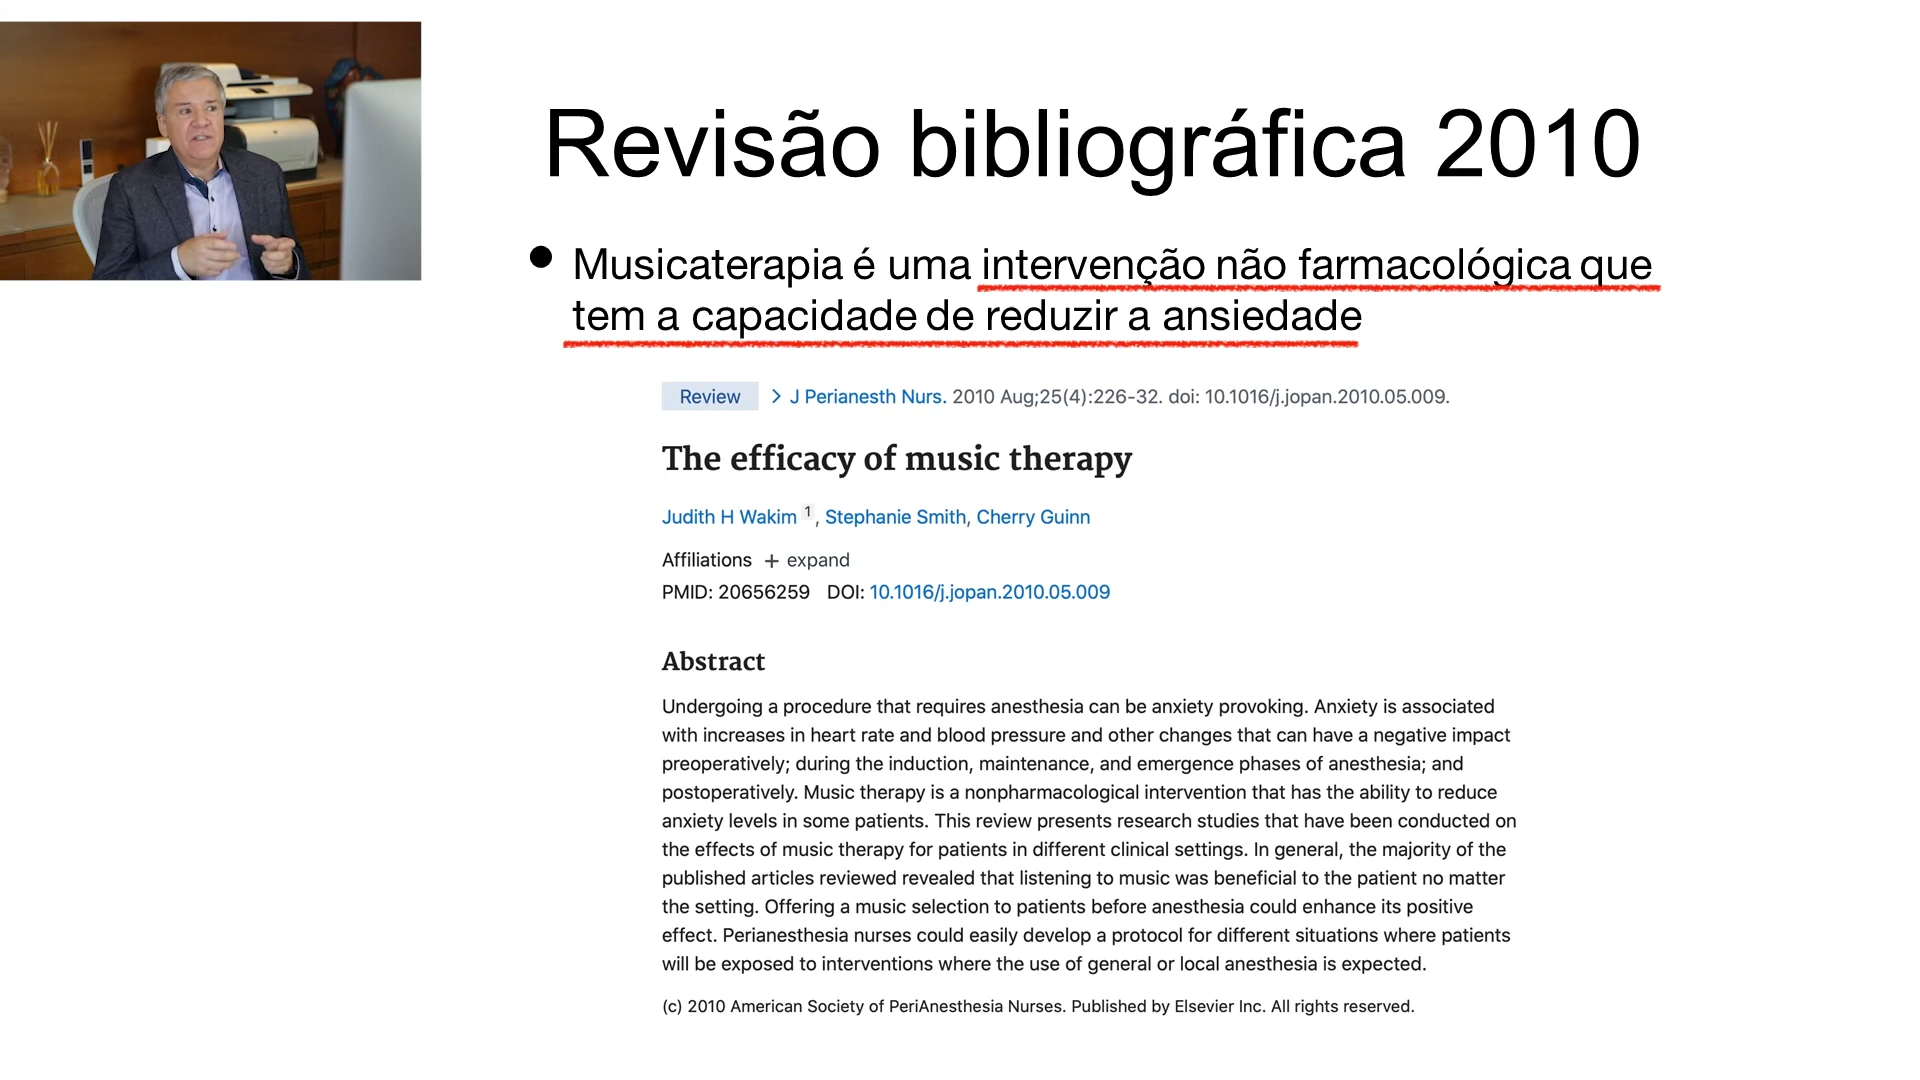 Revisão bibliográfica 2010
• Musicaterapia é uma intervenção não farmacológica que
tem a capacidade de reduzir a ansiedade
Review > J Perianesth Nurs. 2010 Aug;25(4):226-32. doi: 10.1016/j.jopan.2010.05.009.
The efficacy of music therapy
Judith H Wakim 1, Stephanie Smith, Cherry Guinn
Affiliations + expand
PMID: 20656259 DOI: 10.1016/j.jopan.2010.05.009
Abstract
Undergoing a procedure that requires anesthesia can be anxiety provoking. Anxiety is associated
with increases in heart rate and blood pressure and other changes that can have a negative impact
preoperatively; during the induction, maintenance, and emergence phases of anesthesia; and
postoperatively. Music therapy is a nonpharmacological intervention that has the ability to reduce
anxiety levels in some patients. This review presents research studies that have been conducted on
the effects of music therapy for patients in different clinical settings. In general, the majority of the
published articles reviewed revealed that listening to music was beneficial to the patient no matter
the setting. Offering a music selection to patients before anesthesia could enhance its positive
effect. Perianesthesia nurses could easily develop a protocol for different situations where patients
will be exposed to interventions where the use of general or local anesthesia is expected.
(c) 2010 American Society of PeriAnesthesia Nurses. Published by Elsevier Inc. All rights reserved.